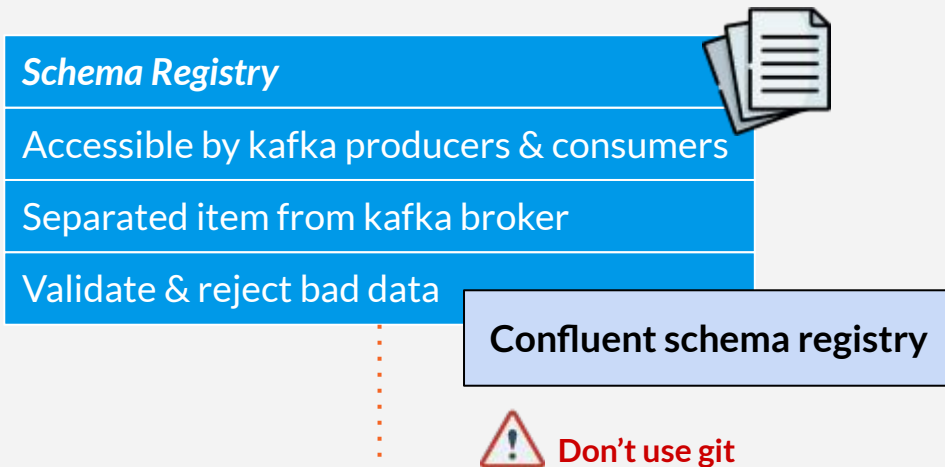 Schema Registry
Accessible by kafka producers & consumers
Separated item from kafka broker
Validate & reject bad data
Confluent schema registry
Don't use git